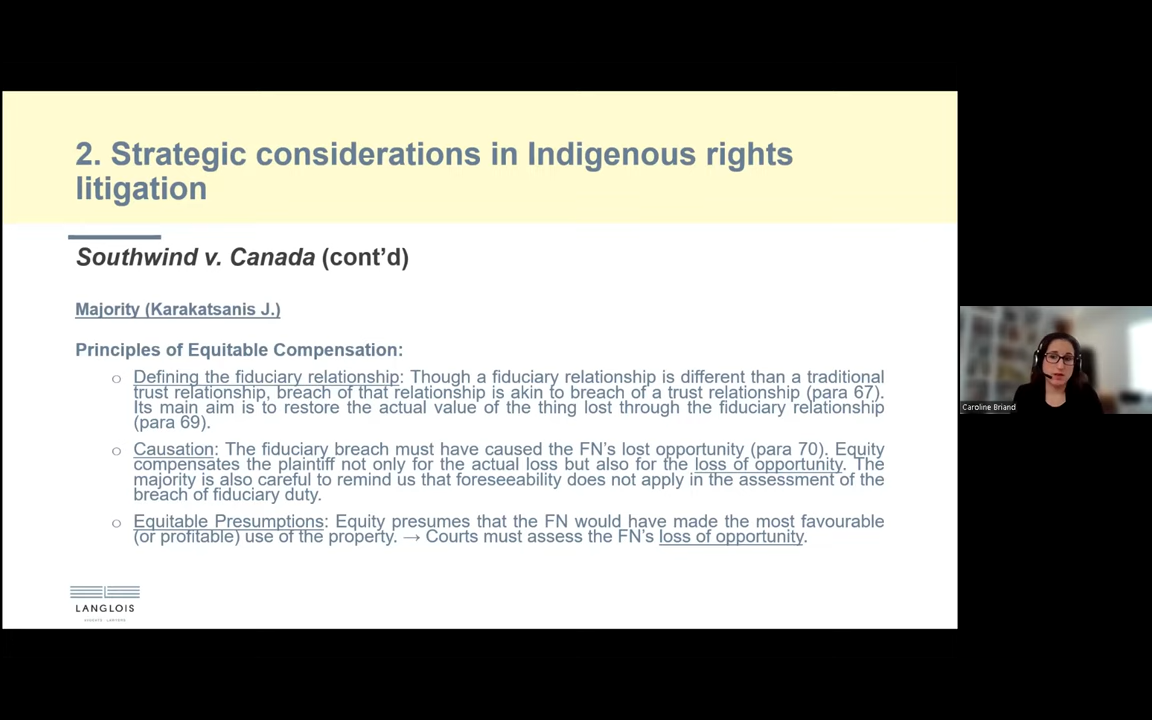 2. Strategic considerations in Indigenous rights
litigation
Southwind v. Canada (cont’d)
Majority (Karakatsanis J.)
Principles of Equitable Compensation:
o Defining the fiduciary relationship: Though a fiduciary relationship is different than a traditional
trust relationship, breach of that relationship is akin to breach of a trust relationship (para 67).
Its main aim is to restore the actual value of the thing lost through the fiduciary relationship
(para 69).
o Causation: The fiduciary breach must have caused the FN’s lost opportunity (para 70). Equity
compensates the plaintiff not only for the actual loss but also for the loss of opportunity. The
majority is also careful to remind us that foreseeability does not apply in the assessment of the
breach of fiduciary duty.
o Equitable Presumptions: Equity presumes that the FN would have made the most favourable
(or profitable) use of the property. → Courts must assess the FN’s loss of opportunity.
LANGLOIS
Caroline Briand